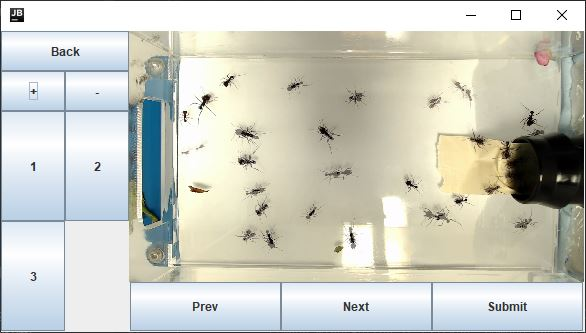 JB
Back
+ -
1 2
3
Prev Next Submit